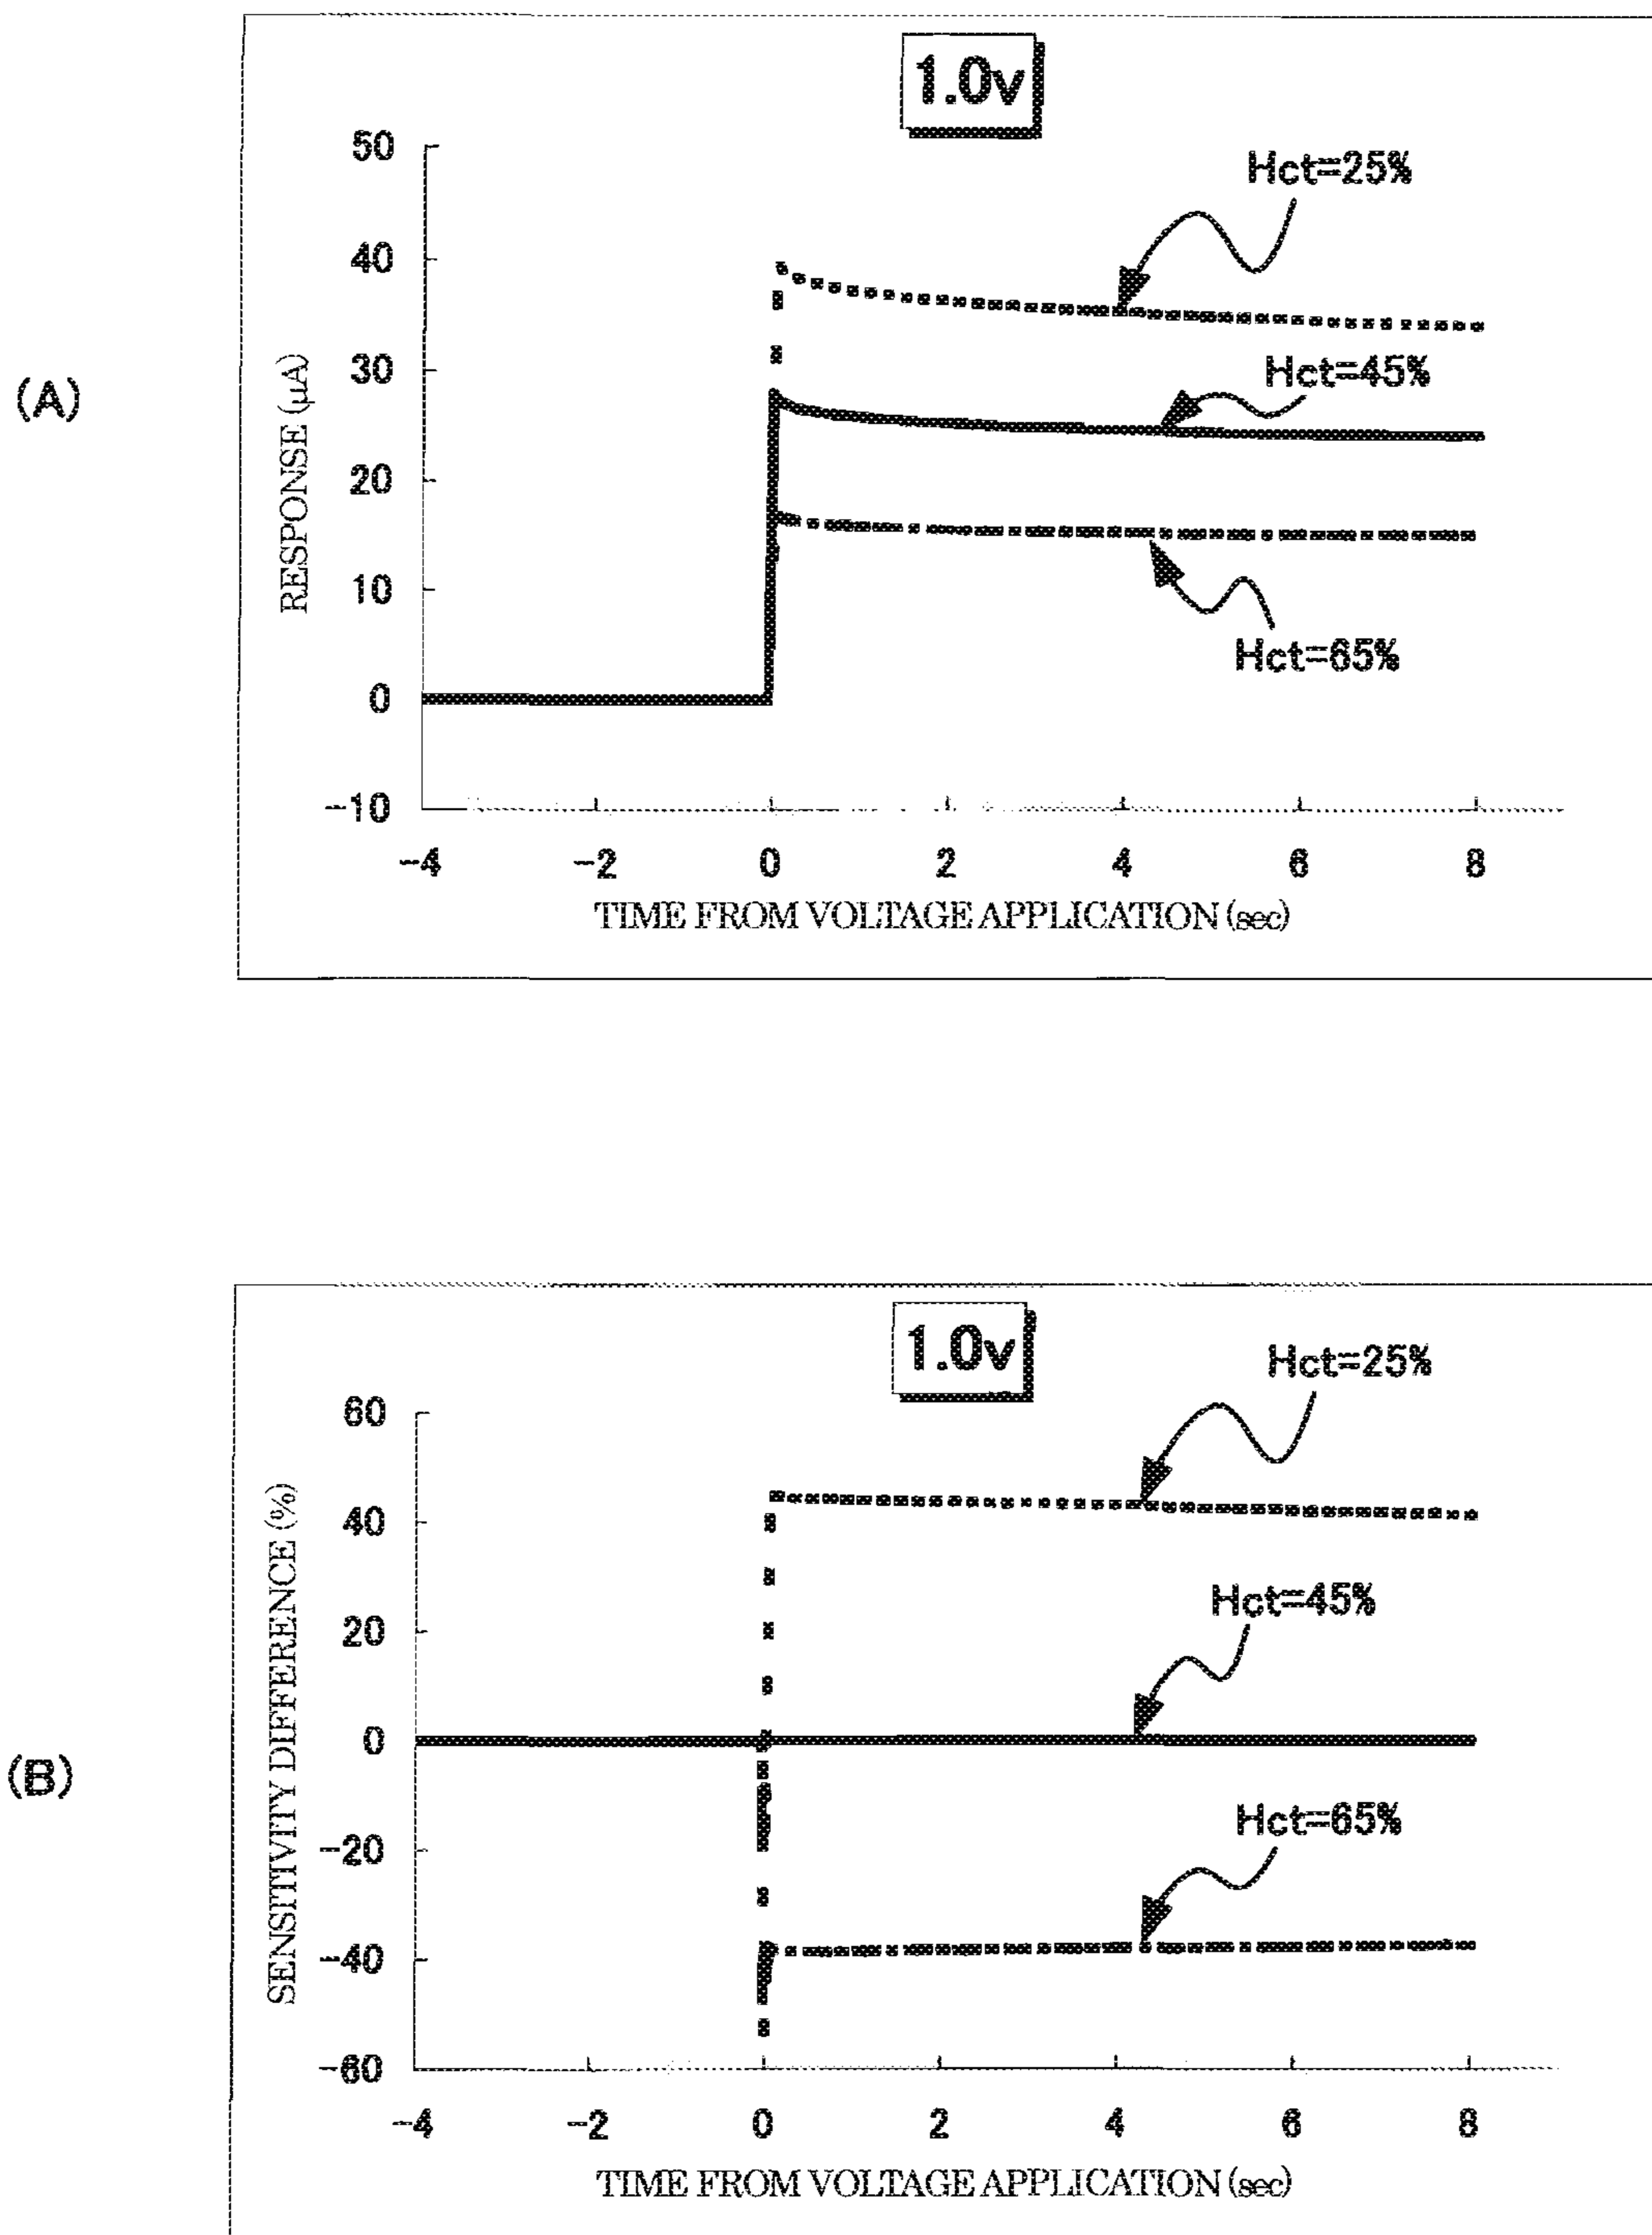 (A)
1.0v
RESPONSE (µA)
50
40
30
20
10
0
-10
Hct=25%
Hct=45%
Hct=65%
-4 -2 0 2 4 6 8
TIME FROM VOLTAGE APPLICATION (sec)
(B)
1.0v
SENSITIVITY DIFFERENCE (%)
60
40
20
0
-20
-40
-60
Hct=25%
Hct=45%
Hct=65%
-4 -2 0 2 4 6 8
TIME FROM VOLTAGE APPLICATION (sec)